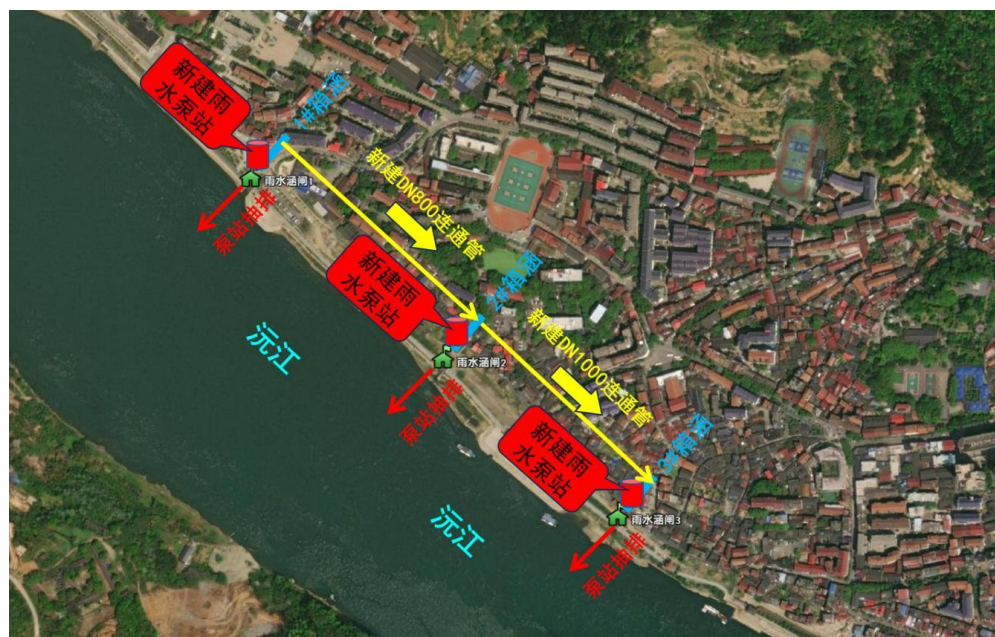 新建雨
水泵站
1#箱涵
雨水涵闸1
泵站抽排
新建DN800连通管
新建雨
水泵站
2#箱涵
雨水涵闸2
泵站抽排
新建DN1000连通管
沅江
新建雨
水泵站
3#箱涵
雨水涵闸3
泵站抽排
沅江